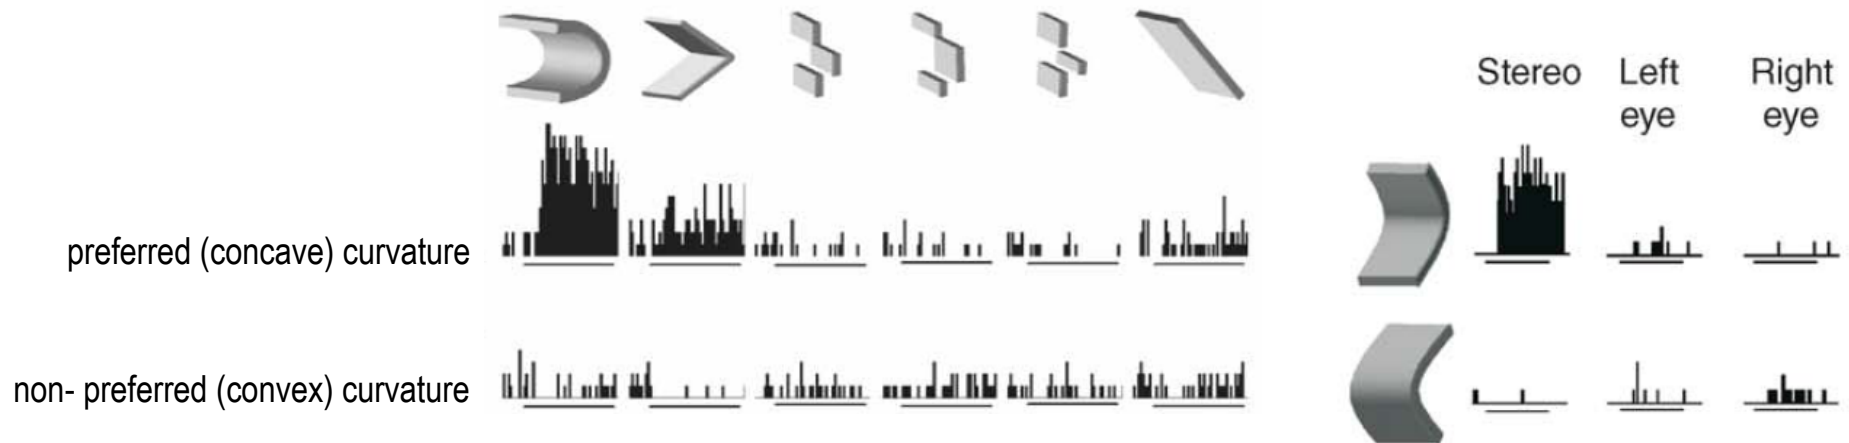 Stereo
Left
eye
Right
eye
preferred (concave) curvature
non- preferred (convex) curvature